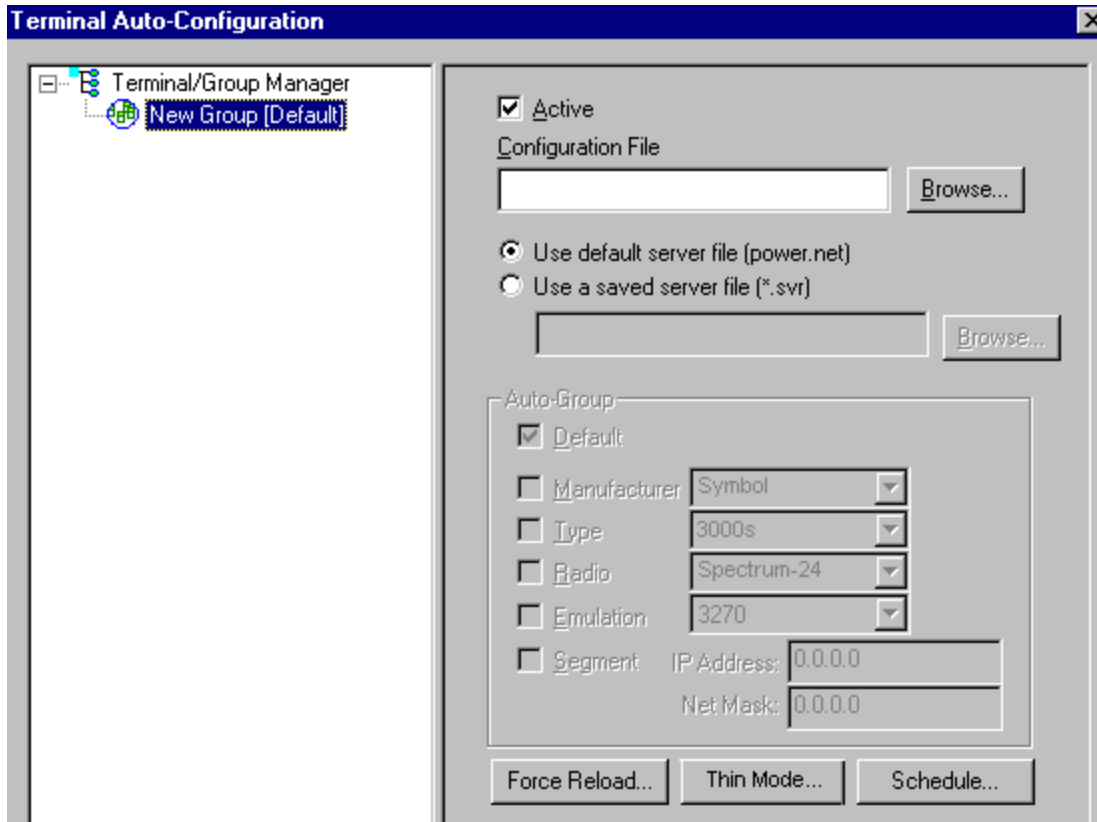 Terminal Auto-Configuration
Terminal/Group Manager
New Group [Default]
Active
Configuration File
Browse...
Use default server file (power.net)
Use a saved server file (*.svr)
Browse...
Auto-Group
Default
Manufacturer Symbol
Type 3000s
Radio Spectrum-24
Emulation 3270
Segment IP Address: 0.0.0.0
Net Mask: 0.0.0.0
Force Reload... Thin Mode... Schedule...